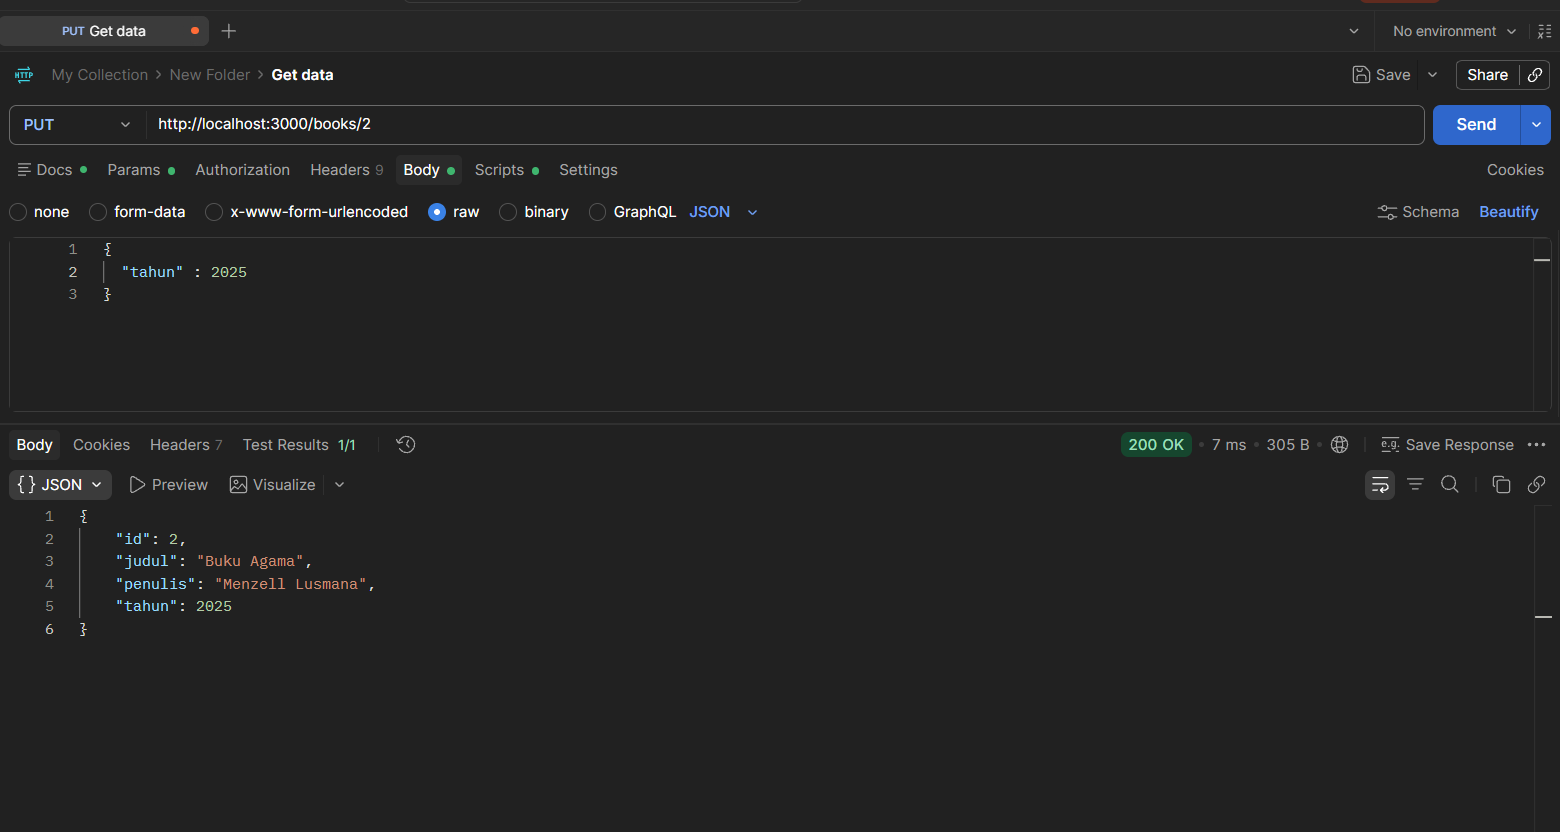 PUT Get data
No environment
HTTP My Collection > New Folder > Get data
Save Share
PUT http://localhost:3000/books/2 Send
Docs Params Authorization Headers 9 Body Scripts Settings Cookies
none form-data x-www-form-urlencoded raw binary GraphQL JSON Schema Beautify
1 {
2 "tahun" : 2025
3 }
Body Cookies Headers 7 Test Results 1/1 200 OK • 7 ms • 305 B • e.g. Save Response
{} JSON Preview Visualize
1 {
2 "id": 2,
3 "judul": "Buku Agama",
4 "penulis": "Menzell Lusmana",
5 "tahun": 2025
6 }